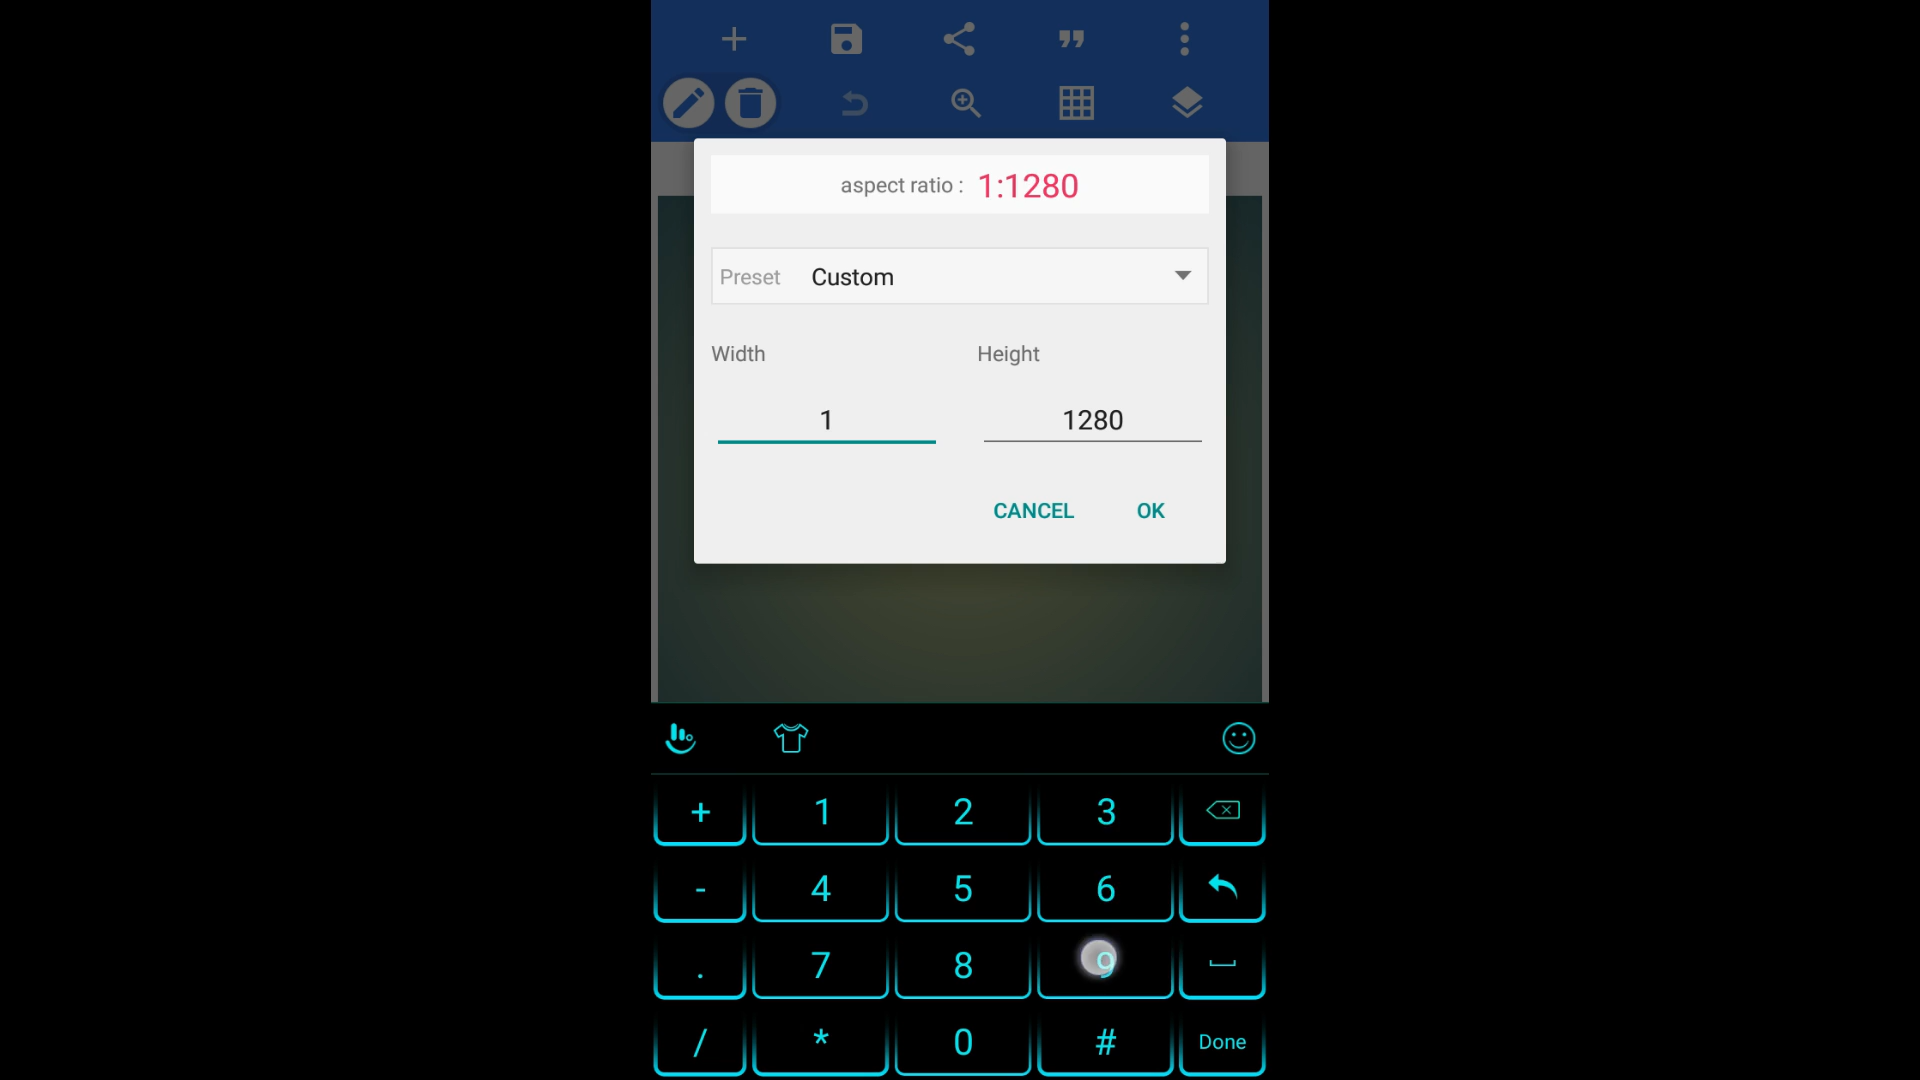 aspect ratio : 1:1280
Preset Custom
Width Height
1 1280
CANCEL OK
+ 1 2 3
- 4 5 6
. 7 8 9
/ * 0 # Done